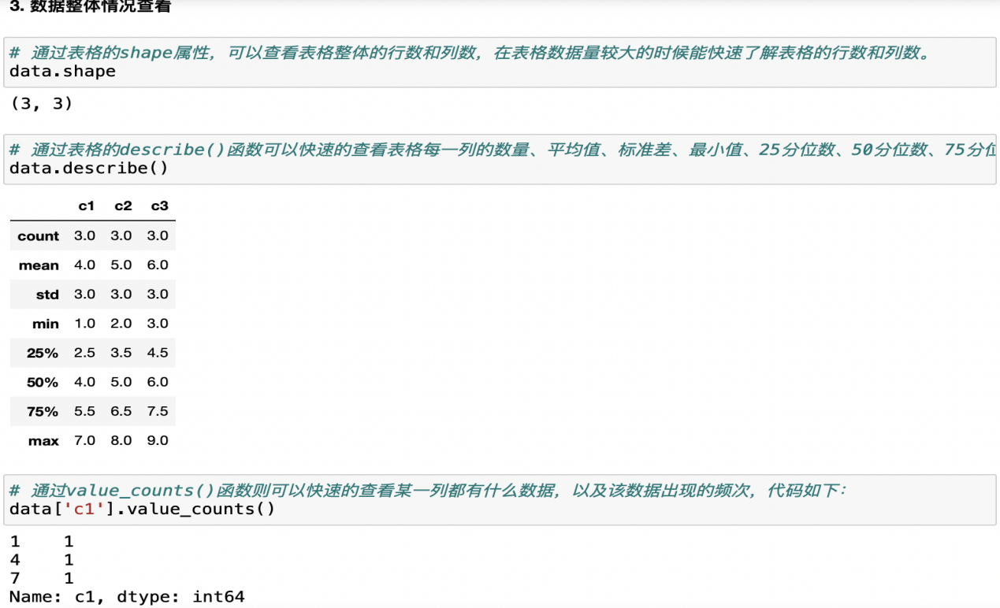 3. 数据整体情况查看
# 通过表格的shape属性，可以查看表格整体的行数和列数，在表格数据量较大的时候能快速了解表格的行数和列数。
data.shape
(3, 3)
# 通过表格的describe()函数可以快速的查看表格每一列的数量、平均值、标准差、最小值、25分位数、50分位数、75分位
data.describe()
c1 c2 c3
count 3.0 3.0 3.0
mean 4.0 5.0 6.0
std 3.0 3.0 3.0
min 1.0 2.0 3.0
25% 2.5 3.5 4.5
50% 4.0 5.0 6.0
75% 5.5 6.5 7.5
max 7.0 8.0 9.0
# 通过value_counts()函数则可以快速的查看某一列都有什么数据，以及该数据出现的频次，代码如下：
data['c1'].value_counts()
1 1
4 1
7 1
Name: c1, dtype: int64